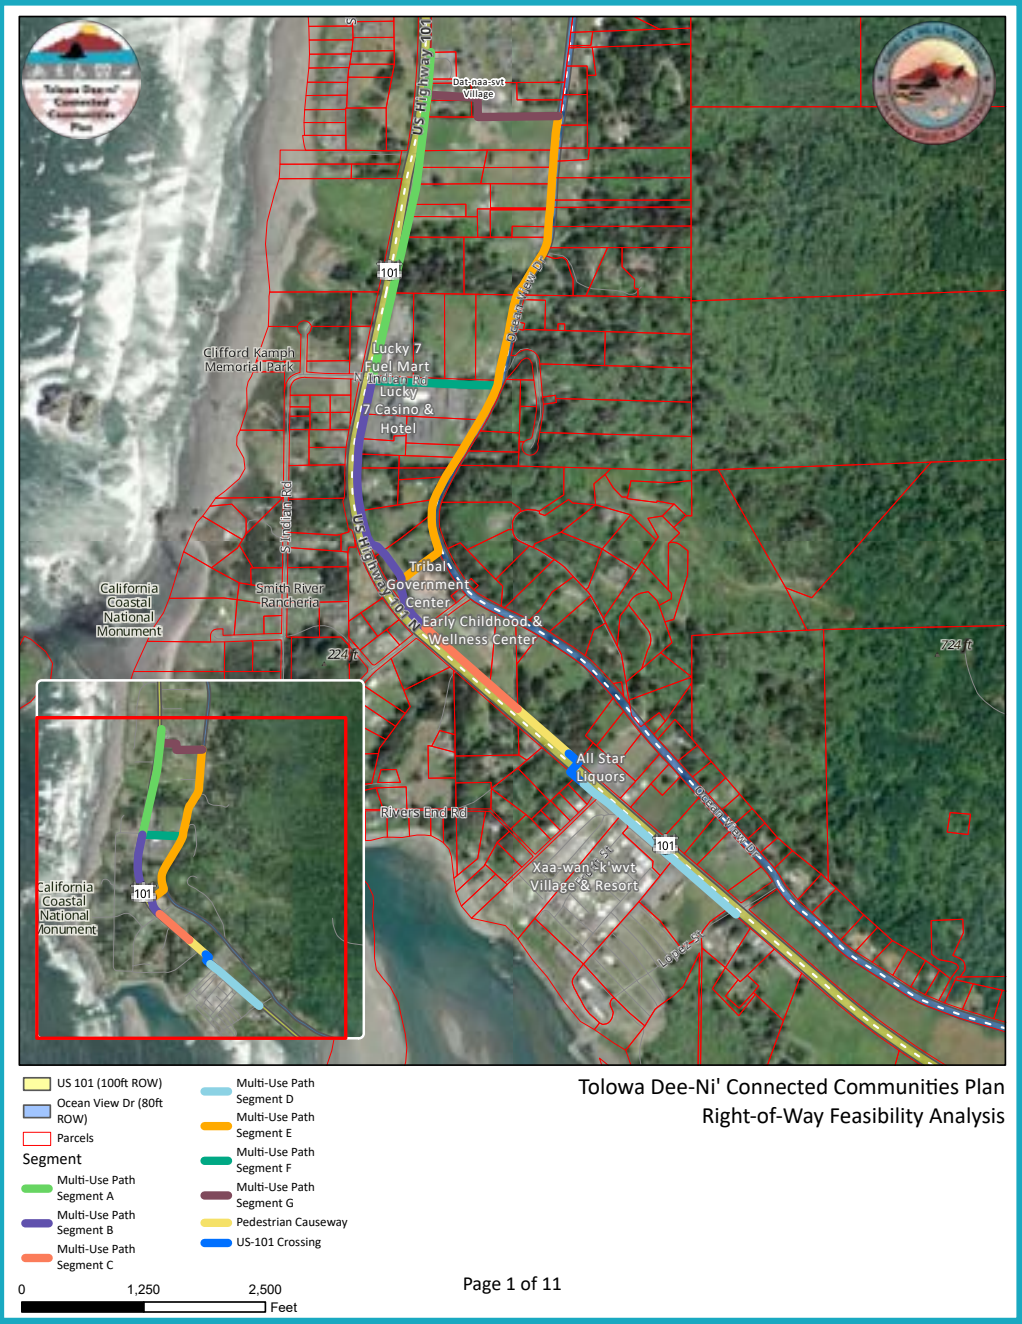 Tolowa Dee-ni'
Connected
Communities
Plan
US Highway 101
Dat-naa-svt
Village
101
Ocean View Dr
Clifford Kamph
Memorial Park
Lucky 7
Fuel Mart
N Indian Rd
Lucky
7 Casino &
Hotel
S Indian Rd
US Highway 101 N
Tribal
Government
Center
California
Coastal
National
Monument
Smith River
Rancheria
Early Childhood &
Wellness Center
224 ft
724 ft
All Star
Liquors
Ocean View Dr
Rivers End Rd
101
Xaa-wan'-k'wvt
Village & Resort
Lopez St
101
California
Coastal
National
Monument
US 101 (100ft ROW)
Ocean View Dr (80ft
ROW)
Parcels
Segment
Multi-Use Path
Segment A
Multi-Use Path
Segment B
Multi-Use Path
Segment C
Multi-Use Path
Segment D
Multi-Use Path
Segment E
Multi-Use Path
Segment F
Multi-Use Path
Segment G
Pedestrian Causeway
US-101 Crossing
Tolowa Dee-Ni' Connected Communities Plan
Right-of-Way Feasibility Analysis
0 1,250 2,500
Feet
Page 1 of 11